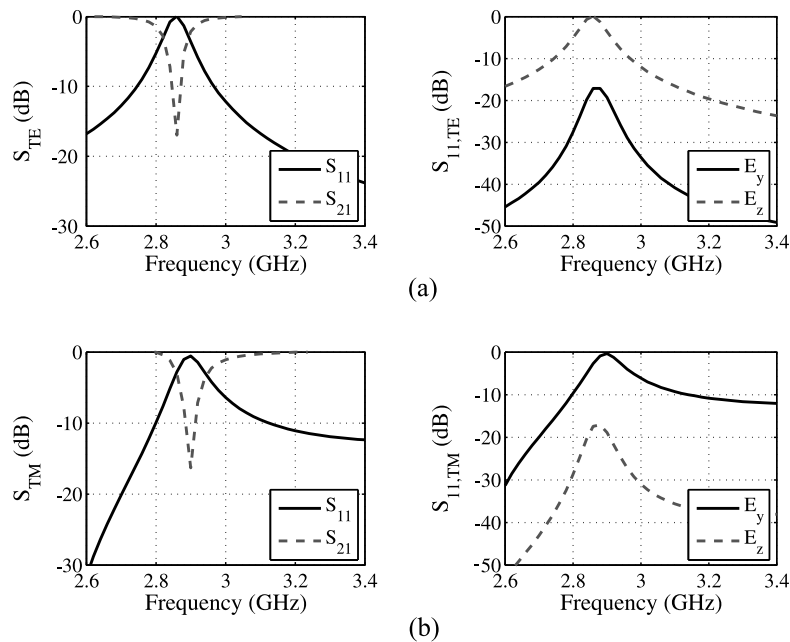 0
-10
-20
-30
S_TE (dB)
2.6 2.8 3 3.2 3.4
Frequency (GHz)
S_11
S_21
0
-10
-20
-30
-40
-50
S_11,TE (dB)
2.6 2.8 3 3.2 3.4
Frequency (GHz)
E_y
E_z
(a)
0
-10
-20
-30
S_TM (dB)
2.6 2.8 3 3.2 3.4
Frequency (GHz)
S_11
S_21
0
-10
-20
-30
-40
-50
S_11,TM (dB)
2.6 2.8 3 3.2 3.4
Frequency (GHz)
E_y
E_z
(b)